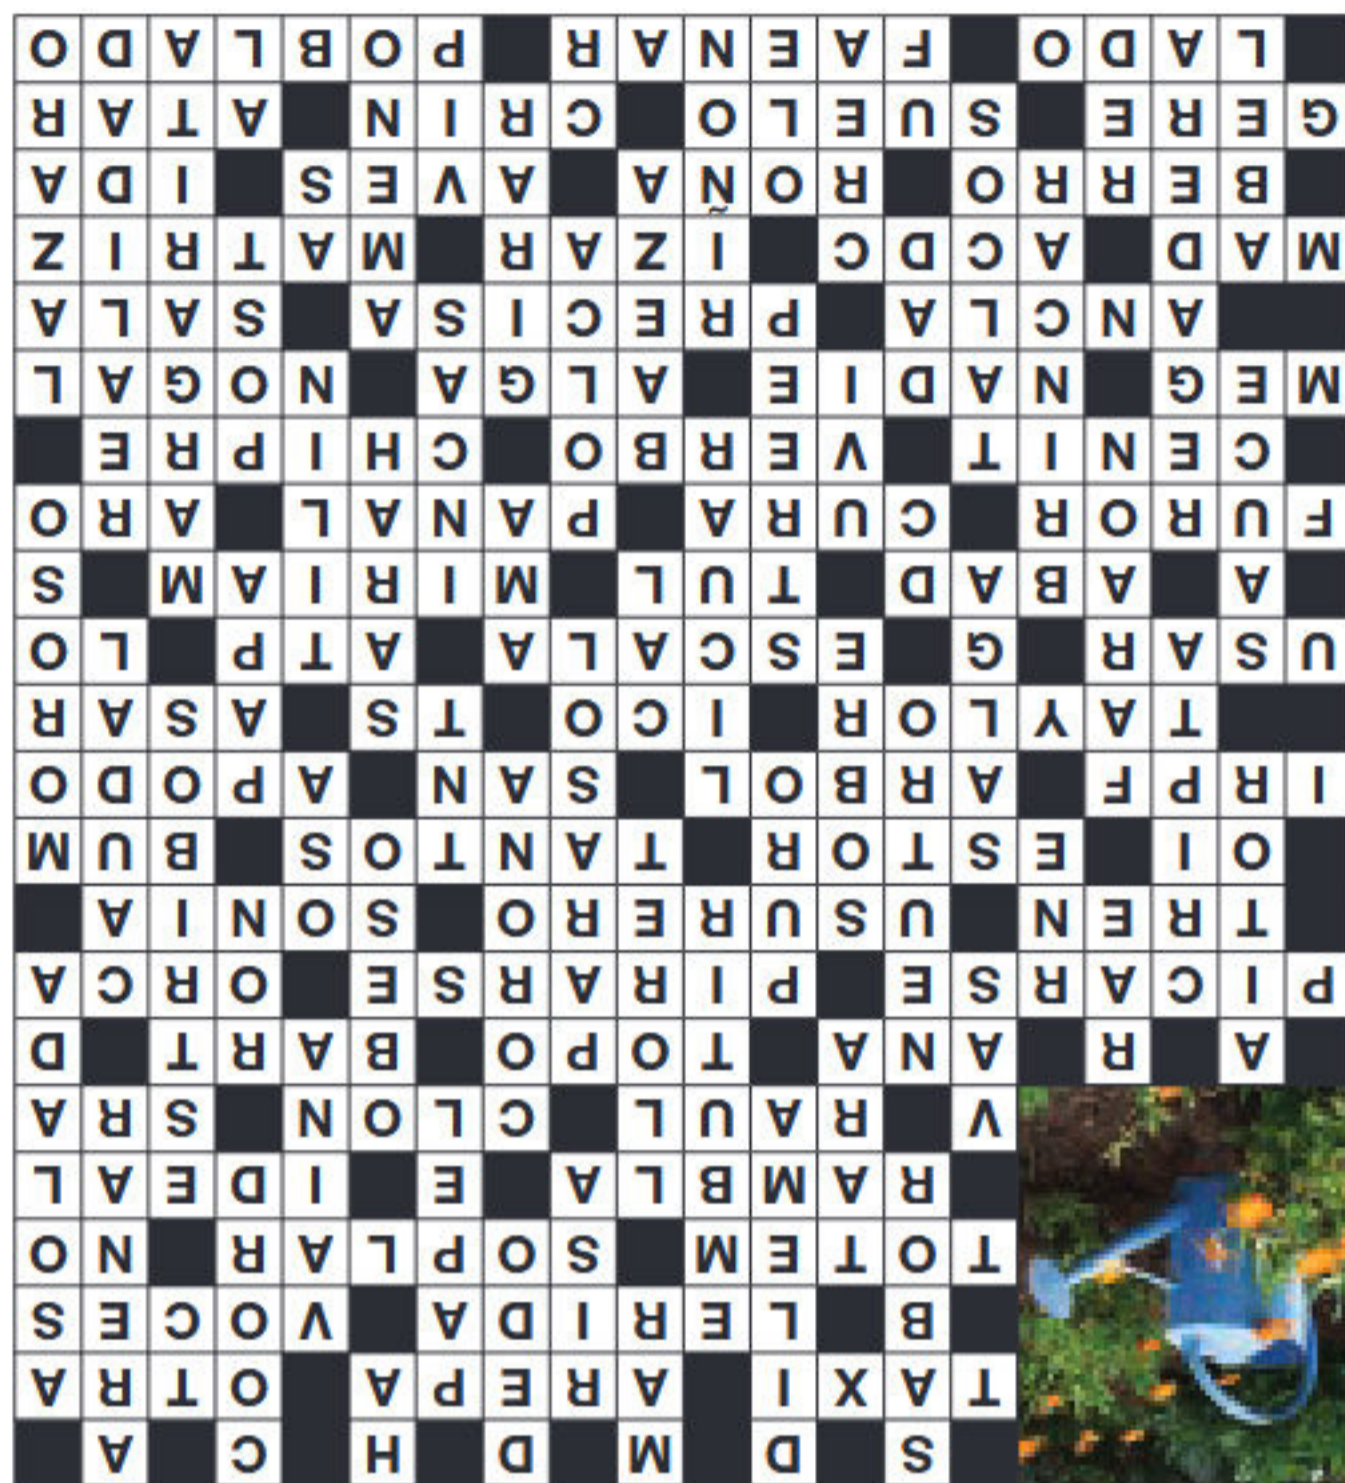 S D M D H C A
TAXI AREPA OTRA
B LERIDA VOCES
TOTEM SOPLAR NO
RAMBLA E IDEAL
V RAUL CLON SRA
A R ANA TOPO BART D
PICARSE PIRARSE ORCA
TREN USURERO SONIA
OI ESTOR TANTOS BUM
IRPF ARBOL SAN APODO
TAYLOR ICO TS ASAR
USAR G ESCALA ATP LO
A ABAD TUL MIRIAM S
FUROR CURA PANAL ARO
CENIT VERBO CHIPRE
MEG NADIE ALGA NOGAL
ANCLA PRECISA SALA
MAD ACDC IZAR MATRIZ
BERRO ROÑA AVES IDA
GERE SUELO CRIN ATAR
LADO FAENAR POBLADO